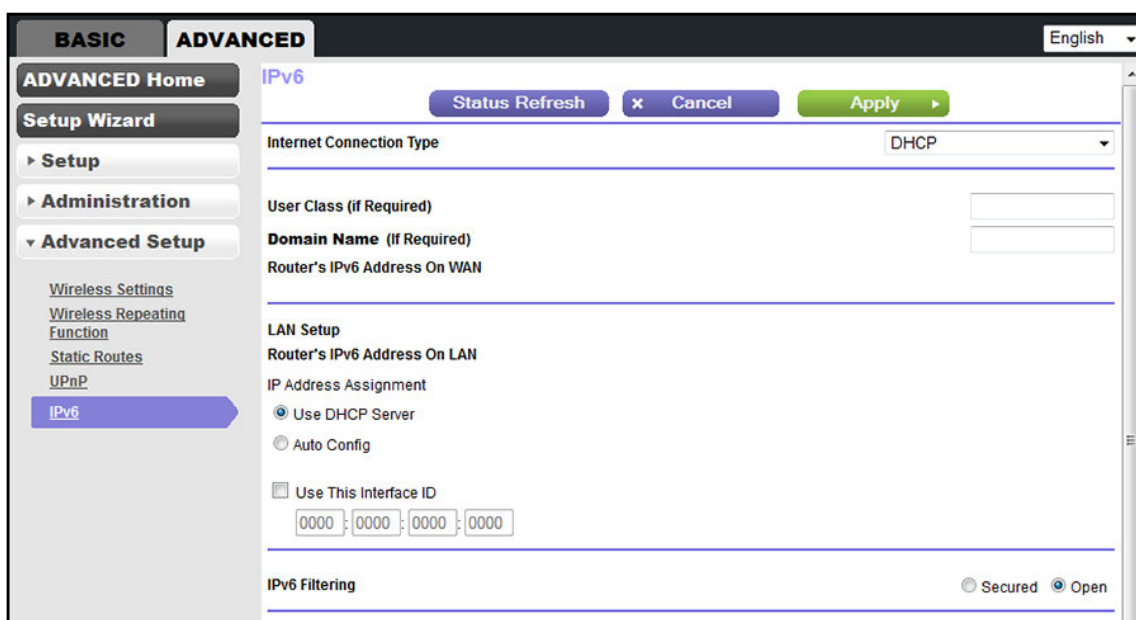 BASIC
ADVANCED
English
ADVANCED Home
Setup Wizard
Setup
Administration
Advanced Setup
Wireless Settings
Wireless Repeating
Function
Static Routes
UPnP
IPv6
IPv6
Status Refresh
x Cancel
Apply
Internet Connection Type
DHCP
User Class (if Required)
Domain Name (If Required)
Router's IPv6 Address On WAN
LAN Setup
Router's IPv6 Address On LAN
IP Address Assignment
Use DHCP Server
Auto Config
Use This Interface ID
0000 : 0000 : 0000 : 0000
IPv6 Filtering
Secured Open